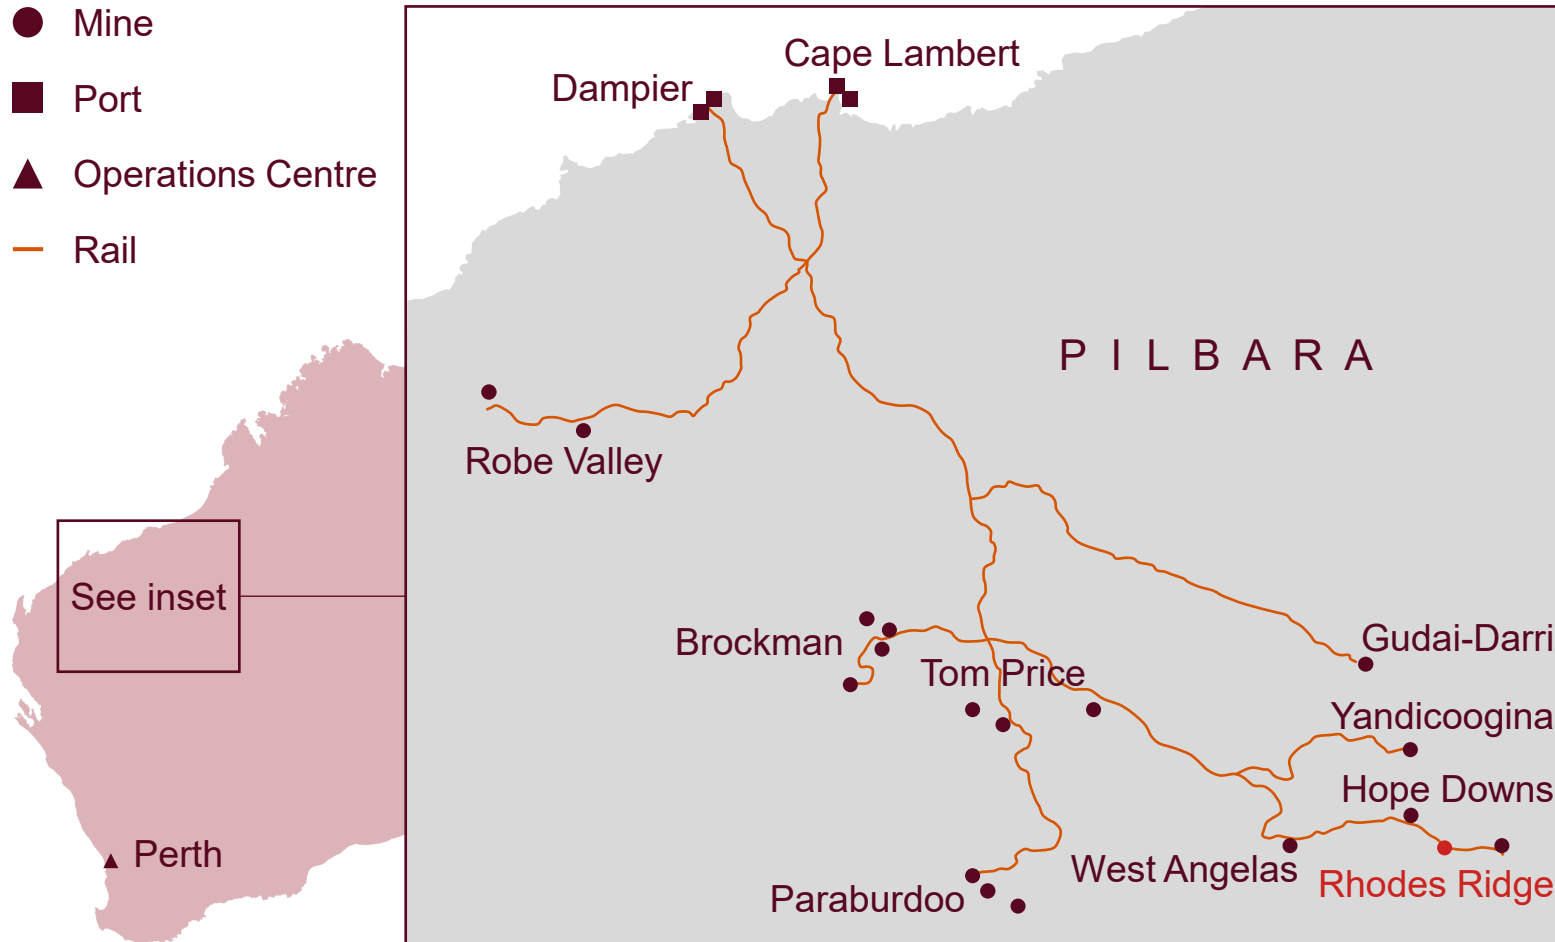 Mine
Port
Operations Centre
Rail
See inset
Perth
Cape Lambert
Dampier
PILBARA
Robe Valley
Brockman
Tom Price
Gudai-Darri
Yandicoogina
Hope Downs
West Angelas
Rhodes Ridge
Paraburdoo